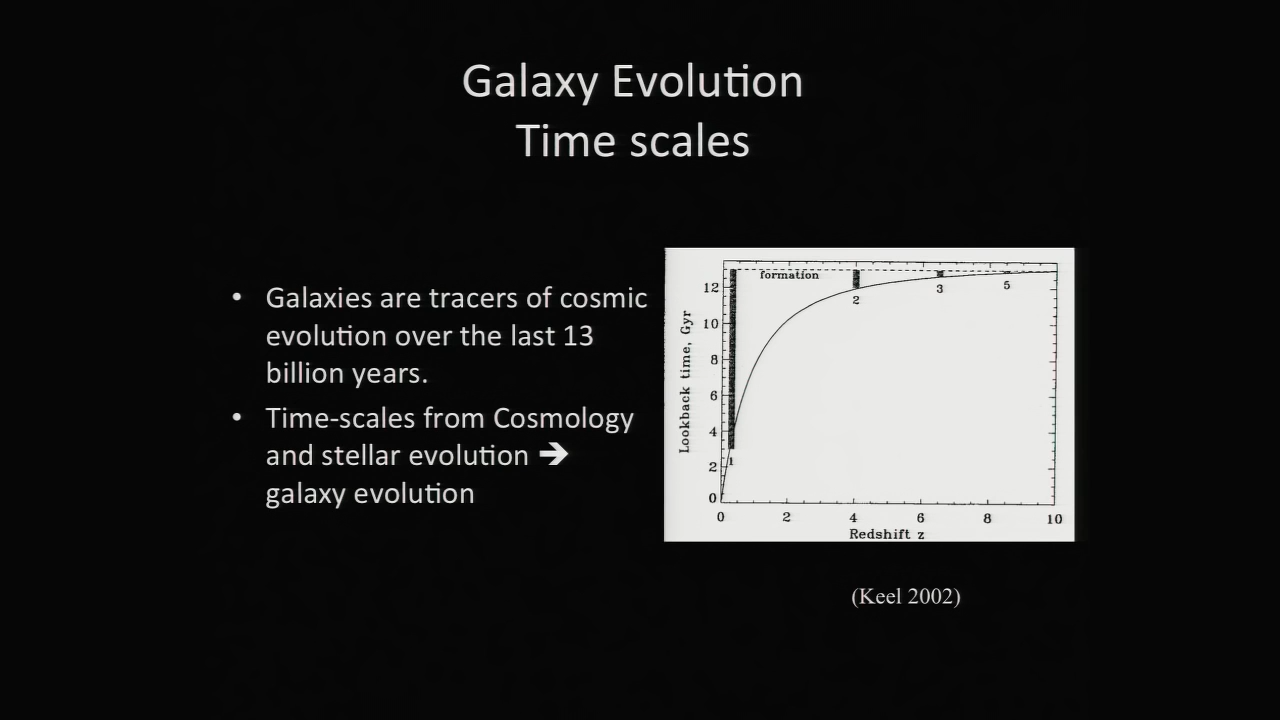 Galaxy Evolution
Time scales
• Galaxies are tracers of cosmic
evolution over the last 13
billion years.
• Time-scales from Cosmology
and stellar evolution ➔
galaxy evolution
formation
12
10
8
6
4
2
0
Lookback time, Gyr
1
2
3
5
0 2 4 6 8 10
Redshift z
(Keel 2002)